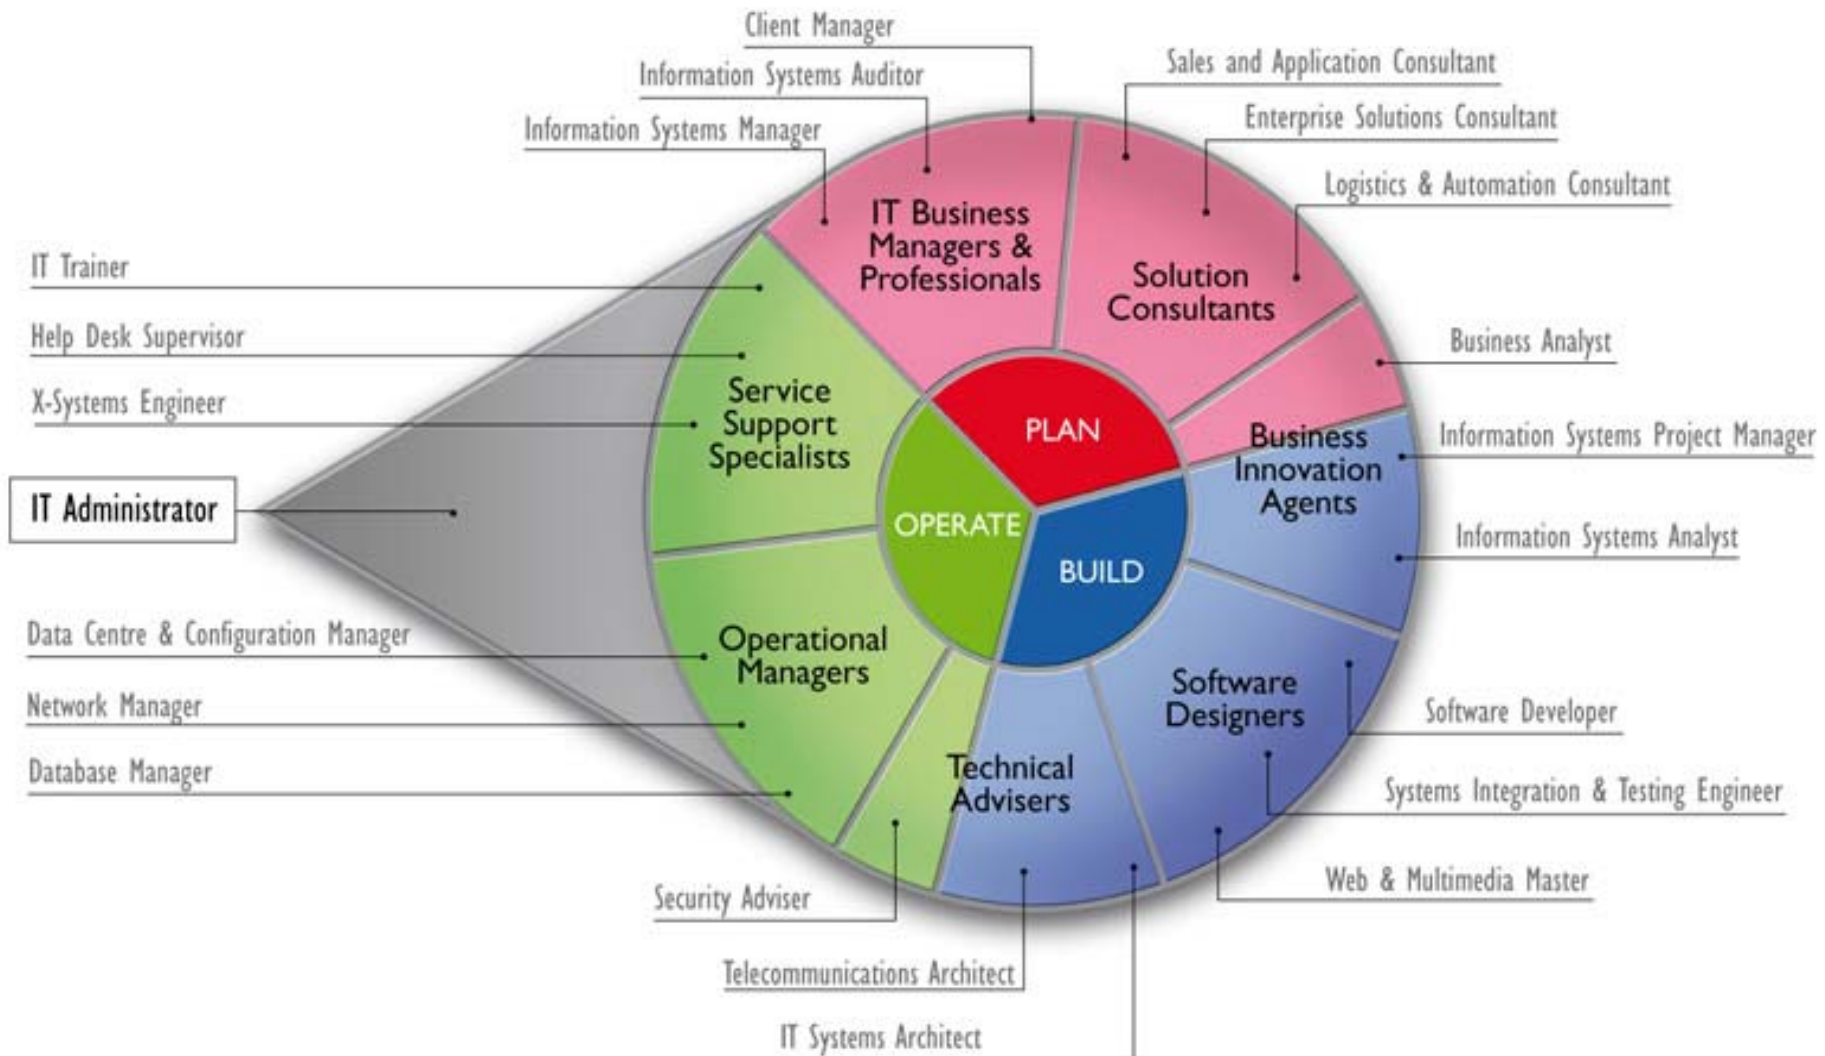 Client Manager
Information Systems Auditor
Information Systems Manager
Sales and Application Consultant
Enterprise Solutions Consultant
Logistics & Automation Consultant
IT Business
Managers &
Professionals
Solution
Consultants
IT Trainer
Help Desk Supervisor
X-Systems Engineer
Business Analyst
Service
Support
Specialists
PLAN
Business
Innovation
Agents
Information Systems Project Manager
IT Administrator
OPERATE
BUILD
Information Systems Analyst
Data Centre & Configuration Manager
Network Manager
Database Manager
Operational
Managers
Software
Designers
Technical
Advisers
Software Developer
Systems Integration & Testing Engineer
Web & Multimedia Master
Security Adviser
Telecommunications Architect
IT Systems Architect